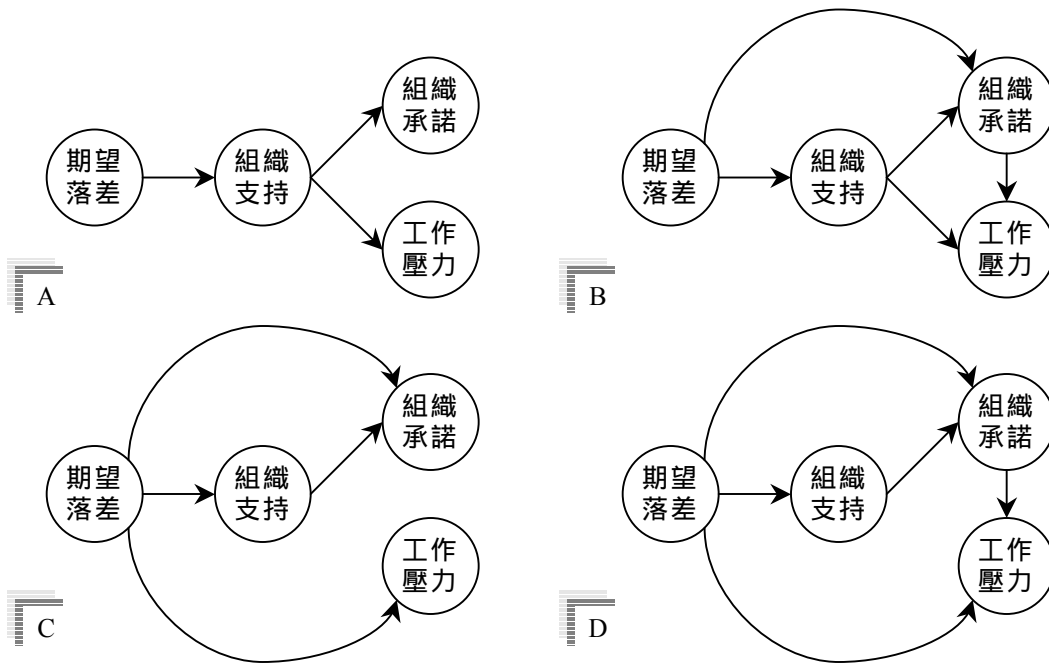 組織
承諾
期望
落差
組織
支持
工作
壓力
A
組織
承諾
期望
落差
組織
支持
工作
壓力
B
組織
承諾
期望
落差
組織
支持
工作
壓力
C
組織
承諾
期望
落差
組織
支持
工作
壓力
D